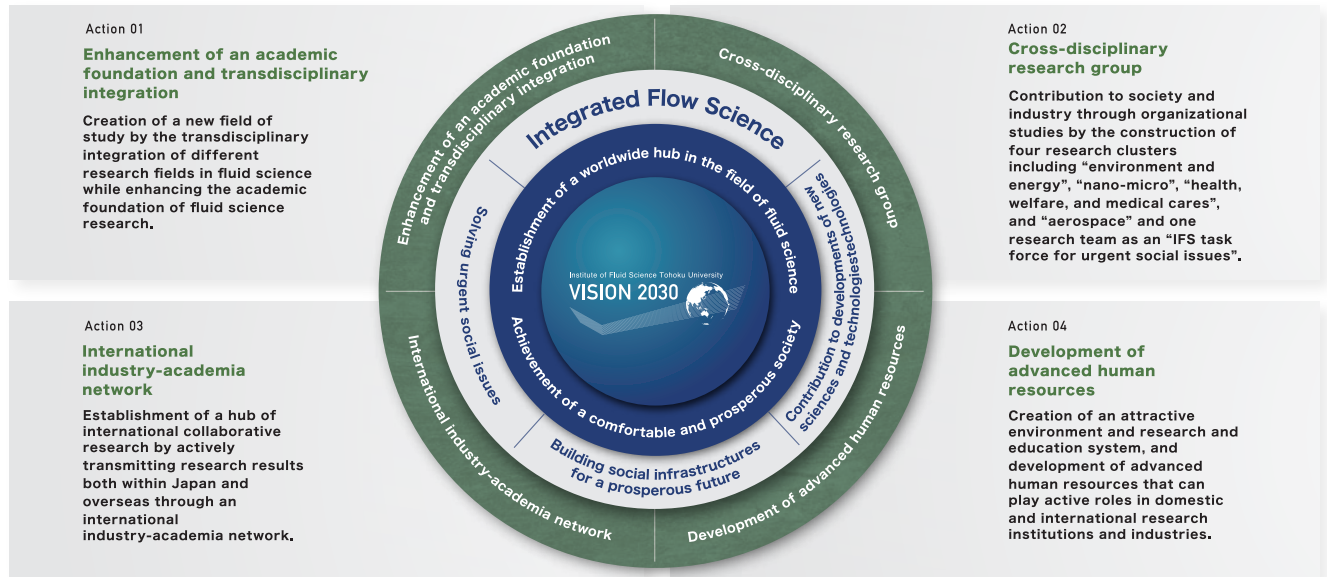 Action 01
Enhancement of an academic
foundation and transdisciplinary
integration
Creation of a new field of
study by the transdisciplinary
integration of different
research fields in fluid science
while enhancing the academic
foundation of fluid science
research.
Action 02
Cross-disciplinary
research group
Contribution to society and
industry through organizational
studies by the construction of
four research clusters
including “environment and
energy”, “nano-micro”, “health,
welfare, and medical cares”,
and “aerospace” and one
research team as an “IFS task
force for urgent social issues”.
Action 03
International
industry-academia
network
Establishment of a hub of
international collaborative
research by actively
transmitting research results
both within Japan and
overseas through an
international
industry-academia network.
Action 04
Development of
advanced human
resources
Creation of an attractive
environment and research and
education system, and
development of advanced
human resources that can
play active roles in domestic
and international research
institutions and industries.
Enhancement of an academic foundation
and transdisciplinary integration
Cross-disciplinary research group
International industry-academia network
Development of advanced human resources
Integrated Flow Science
Solving urgent social issues
Contribution to developments of new
sciences and technologiestechnologies
Building social infrastructures
for a prosperous future
Establishment of a worldwide hub in the field of fluid science
Achievement of a comfortable and prosperous society
Institute of Fluid Science Tohoku University
VISION 2030